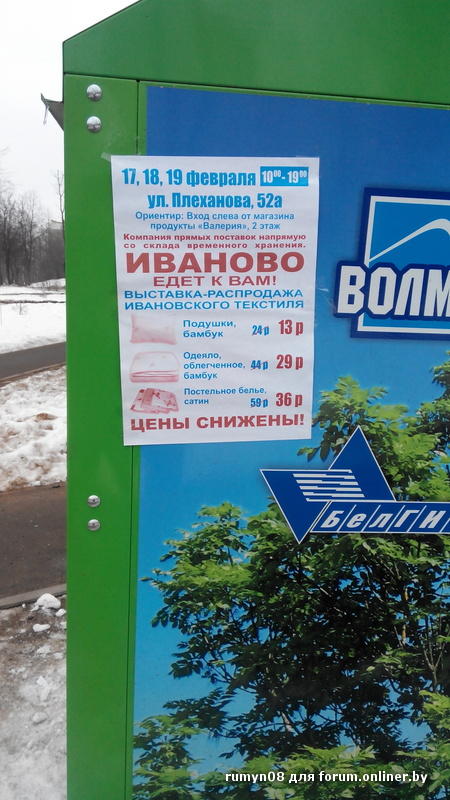 17, 18, 19 февраля 10⁰⁰-19⁰⁰
ул. Плеханова, 52а
Ориентир: Вход слева от магазина
продукты «Валерия», 2 этаж
Компания прямых поставок напрямую
со склада временного хранения.
ИВАНОВО
ЕДЕТ К ВАМ!
ВЫСТАВКА-РАСПРОДАЖА
ИВАНОВСКОГО ТЕКСТИЛЯ
Подушки,
бамбук 24 р 13 р
Одеяло,
облегченное, 44 р 29 р
бамбук
Постельное белье,
сатин 59 р 36 р
ЦЕНЫ СНИЖЕНЫ!
ВОЛМ
БЕЛГИ
rumyn08 для forum.onliner.by